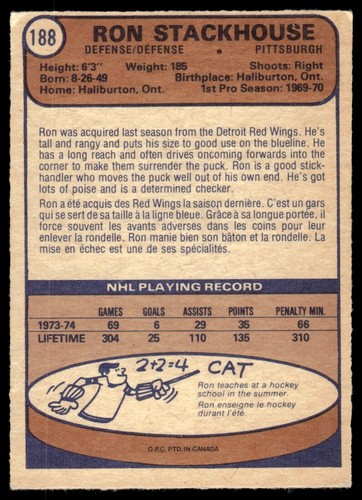 188
RON STACKHOUSE
DEFENSE/DÉFENSE • PITTSBURGH
Height: 6'3" Weight: 185 Shoots: Right
Born: 8-26-49 Birthplace: Haliburton, Ont.
Home: Haliburton, Ont. 1st Pro Season: 1969-70
Ron was acquired last season from the Detroit Red Wings. He's
tall and rangy and puts his size to good use on the blueline. He
has a long reach and often drives oncoming forwards into the
corner to make them surrender the puck. Ron is a good stick-
handler who moves the puck well out of his own end. He's got
lots of poise and is a determined checker.
Ron a été acquis des Red Wings la saison dernière. C'est un gars
qui se sert de sa taille à la ligne bleue. Grâce à sa longue portée, il
force souvent les avants adverses dans les coins pour leur
enlever la rondelle. Ron manie bien son bâton et la rondelle. La
mise en échec est une de ses spécialités.
NHL PLAYING RECORD
GAMES GOALS ASSISTS POINTS PENALTY MIN.
1973-74 69 6 29 35 66
LIFETIME 304 25 110 135 310
2+2=4 CAT
Ron teaches at a hockey
school in the summer.
Ron enseigne le hockey
durant l'été.
O.P.C. PTD. IN CANADA